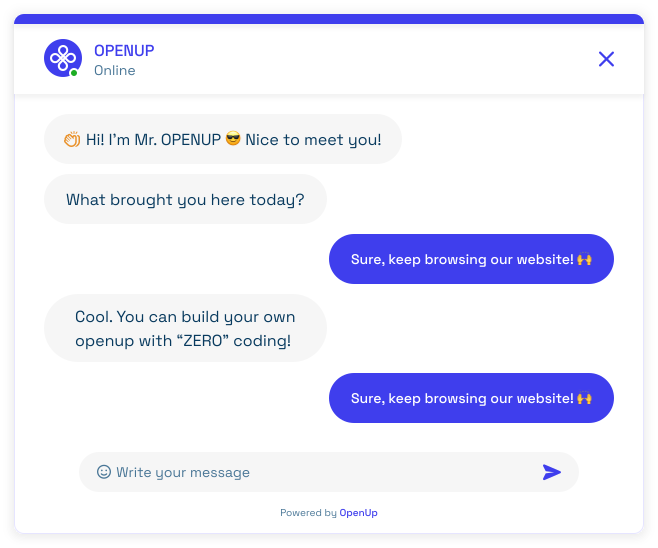 OPENUP
Online
👏 Hi! I'm Mr. OPENUP 😎 Nice to meet you!
What brought you here today?
Sure, keep browsing our website! 🙌
Cool. You can build your own
openup with “ZERO” coding!
Sure, keep browsing our website! 🙌
Write your message
Powered by OpenUp